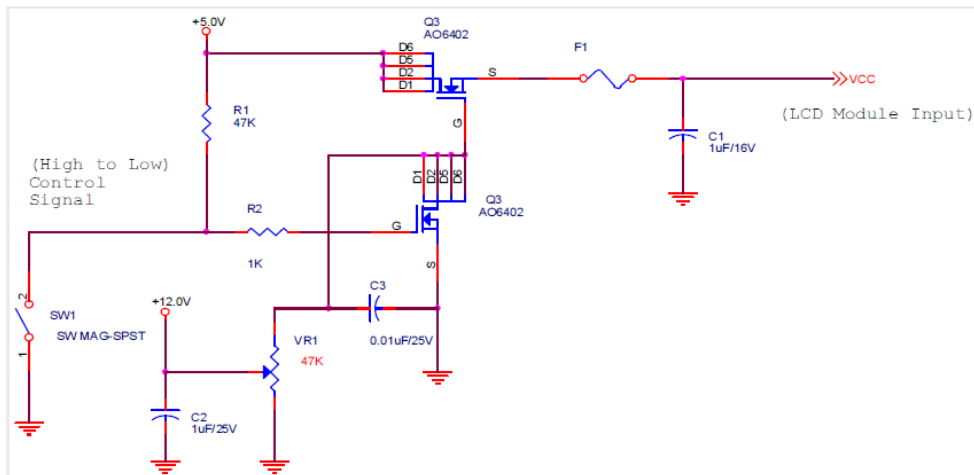 +5.0V
Q3
AO6402
D6
D5
D2
D1
S
G
F1
VCC
(LCD Module Input)
C1
1uF/16V
R1
47K
(High to Low)
Control
Signal
D1
D2
D5
D6
Q3
AO6402
R2
1K
G
S
2
SW1
SW MAG-SPST
1
+12.0V
C3
0.01uF/25V
VR1
47K
C2
1uF/25V